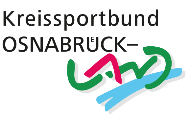 Kreissportbund
OSNABRÜCK–
LAND